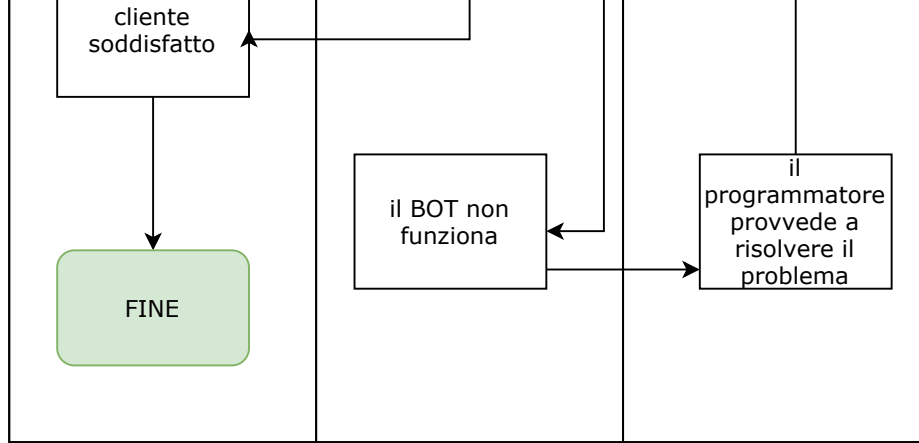 cliente
soddisfatto
FINE
il BOT non
funziona
il
programmatore
provvede a
risolvere il
problema